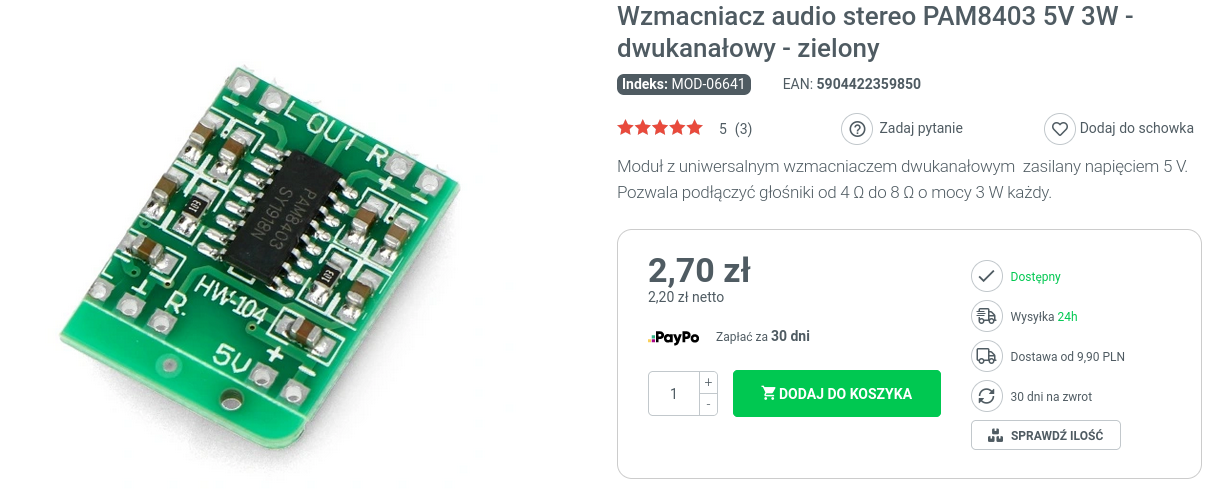 Wzmacniacz audio stereo PAM8403 5V 3W -
dwukanałowy - zielony
Indeks: MOD-06641 EAN: 5904422359850
5 (3) Zadaj pytanie Dodaj do schowka
Moduł z uniwersalnym wzmacniaczem dwukanałowym zasilany napięciem 5 V.
Pozwala podłączyć głośniki od 4 Ω do 8 Ω o mocy 3 W każdy.
2,70 zł
2,20 zł netto
PayPo Zapłać za 30 dni
1 + -
DODAJ DO KOSZYKA
Dostępny
Wysyłka 24h
Dostawa od 9,90 PLN
30 dni na zwrot
SPRAWDŹ ILOŚĆ
- + L OUT R + -
PAM8403
SY1918N
103
103
HW-104
L ⊥ R.
5V + -